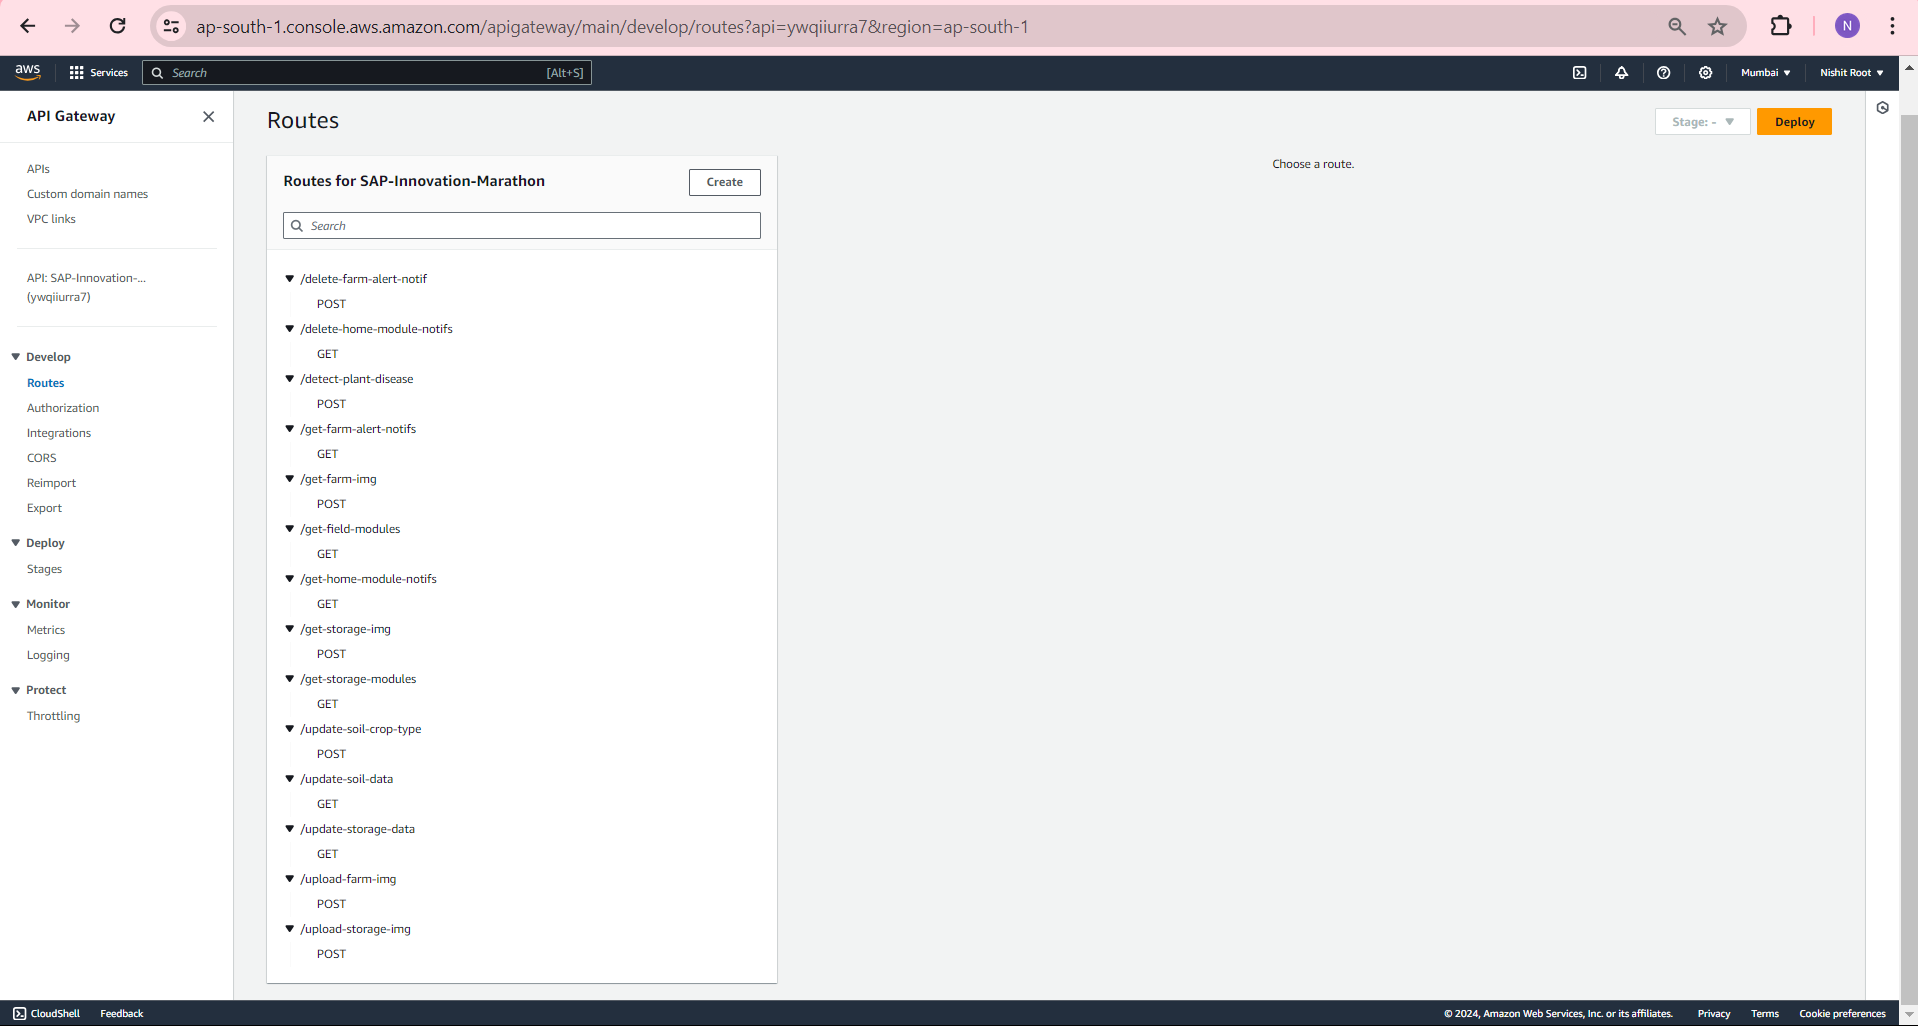 ap-south-1.console.aws.amazon.com/apigateway/main/develop/routes?api=ywqiiurra7&region=ap-south-1
N
aws
Services
Search
[Alt+S]
Mumbai
Nishit Root
API Gateway
APIs
Custom domain names
VPC links
API: SAP-Innovation-...
(ywqiiurra7)
Develop
Routes
Authorization
Integrations
CORS
Reimport
Export
Deploy
Stages
Monitor
Metrics
Logging
Protect
Throttling
Routes
Stage: -
Deploy
Routes for SAP-Innovation-Marathon
Create
Search
/delete-farm-alert-notif
POST
/delete-home-module-notifs
GET
/detect-plant-disease
POST
/get-farm-alert-notifs
GET
/get-farm-img
POST
/get-field-modules
GET
/get-home-module-notifs
GET
/get-storage-img
POST
/get-storage-modules
GET
/update-soil-crop-type
POST
/update-soil-data
GET
/update-storage-data
GET
/upload-farm-img
POST
/upload-storage-img
POST
Choose a route.
CloudShell
Feedback
© 2024, Amazon Web Services, Inc. or its affiliates.
Privacy
Terms
Cookie preferences